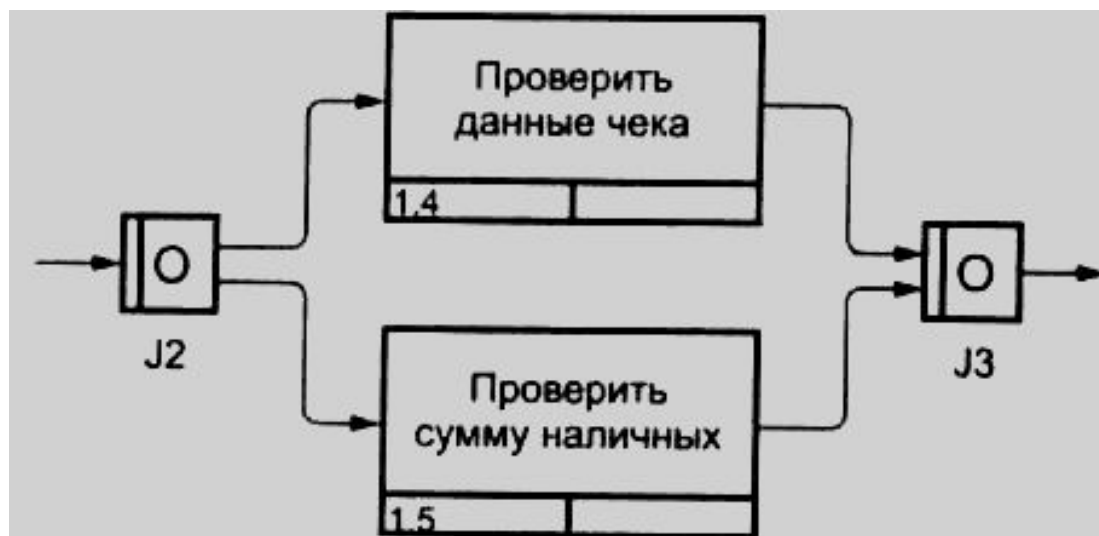 Проверить
данные чека
1.4
O
J2
O
J3
Проверить
сумму наличных
1.5